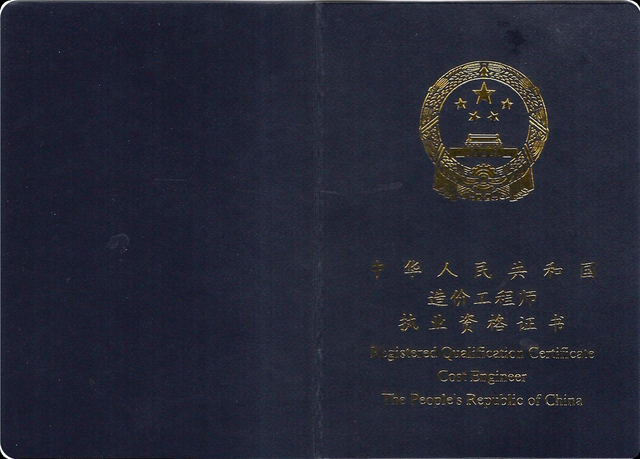 中华人民共和国
造价工程师
执业资格证书
Registered Qualification Certificate
Cost Engineer
The People's Republic of China